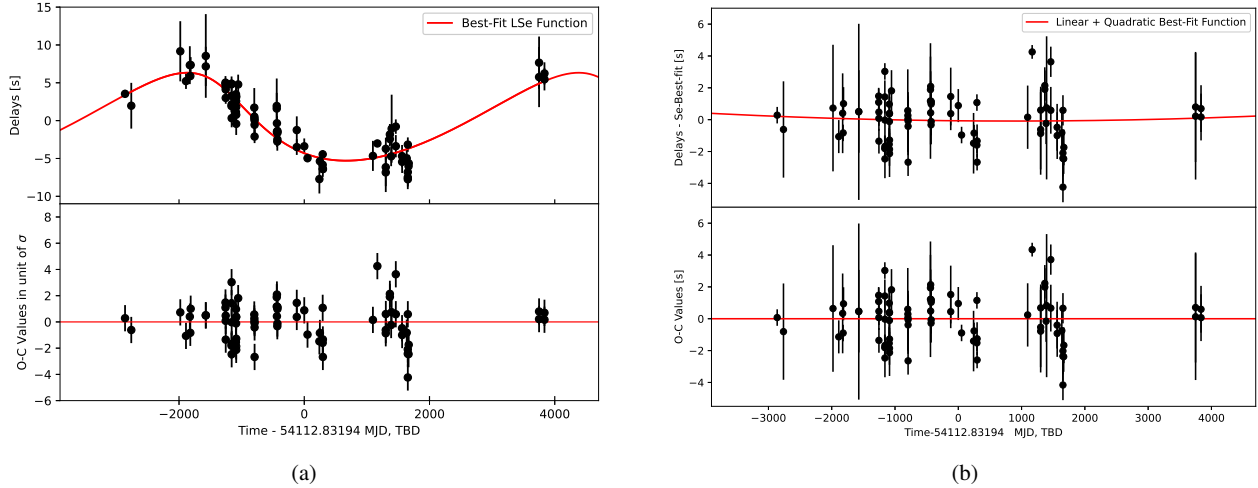 15
10
5
0
−5
−10
Delays [s]
Best-Fit LSe Function
8
6
4
2
0
−2
−4
−6
O-C Values in unit of σ
−2000 0 2000 4000
Time - 54112.83194 MJD, TBD
(a)
6
4
2
0
−2
−4
Delays - Se-Best-fit [s]
Linear + Quadratic Best-Fit Function
6
4
2
0
−2
−4
O-C Values [s]
−3000 −2000 −1000 0 1000 2000 3000 4000
Time-54112.83194 MJD, TBD
(b)